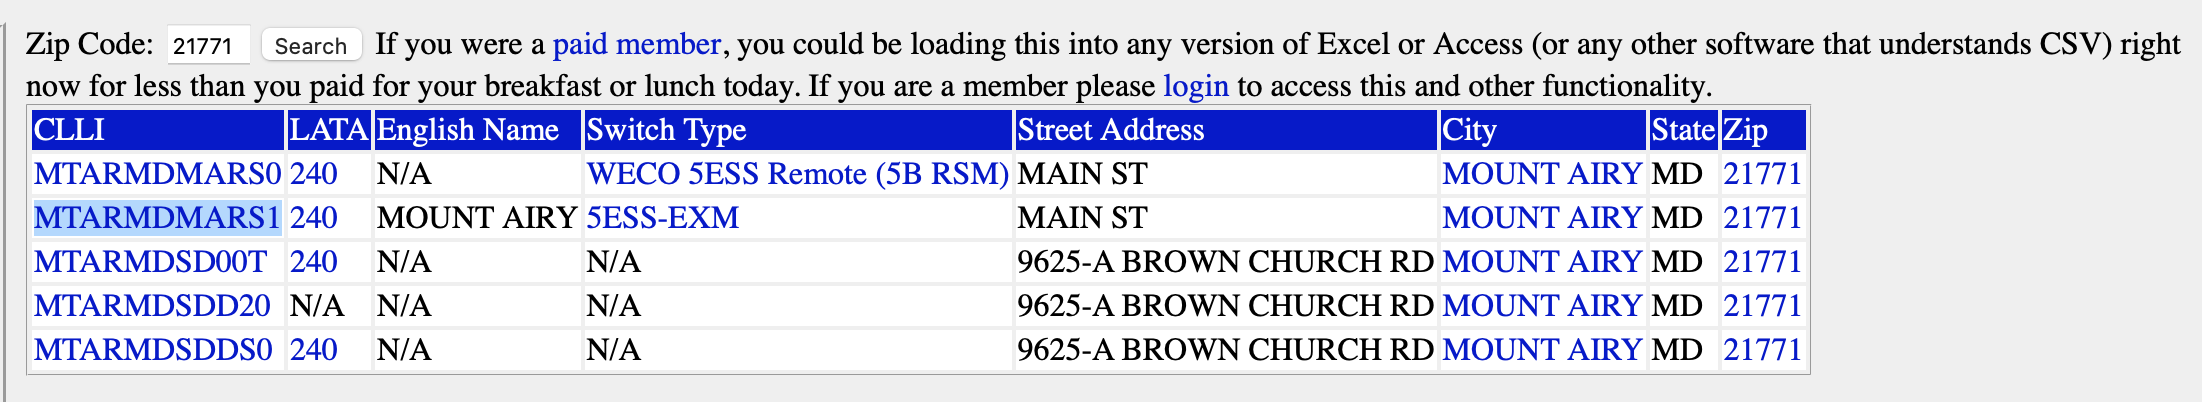 Zip Code: 21771 Search If you were a paid member, you could be loading this into any version of Excel or Access (or any other software that understands CSV) right
now for less than you paid for your breakfast or lunch today. If you are a member please login to access this and other functionality.
CLLI LATA English Name Switch Type Street Address City State Zip
MTARMDMARS0 240 N/A WECO 5ESS Remote (5B RSM) MAIN ST MOUNT AIRY MD 21771
MTARMDMARS1 240 MOUNT AIRY 5ESS-EXM MAIN ST MOUNT AIRY MD 21771
MTARMDSD00T 240 N/A N/A 9625-A BROWN CHURCH RD MOUNT AIRY MD 21771
MTARMDSDD20 N/A N/A N/A 9625-A BROWN CHURCH RD MOUNT AIRY MD 21771
MTARMDSDDS0 240 N/A N/A 9625-A BROWN CHURCH RD MOUNT AIRY MD 21771